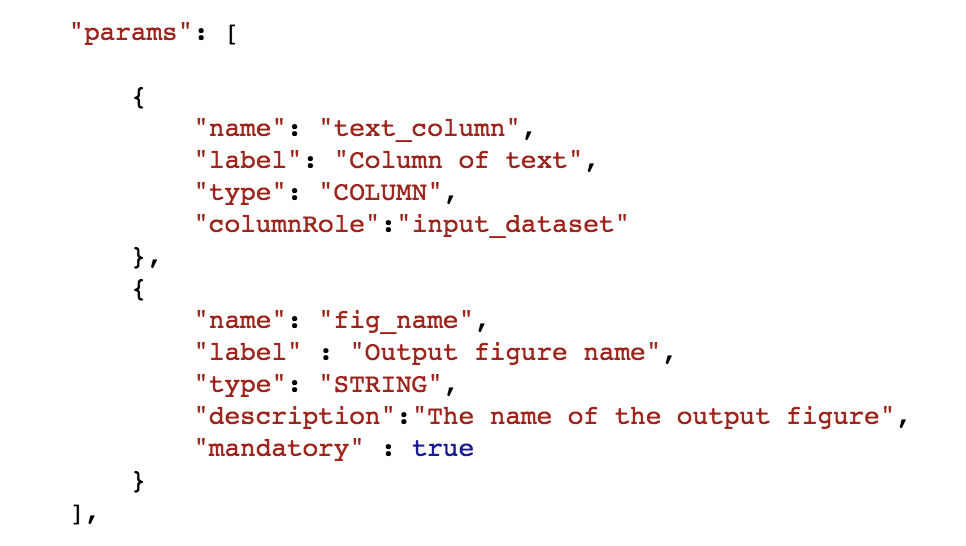 "params": [
{
"name": "text_column",
"label": "Column of text",
"type": "COLUMN",
"columnRole":"input_dataset"
},
{
"name": "fig_name",
"label" : "Output figure name",
"type": "STRING",
"description":"The name of the output figure",
"mandatory" : true
}
],